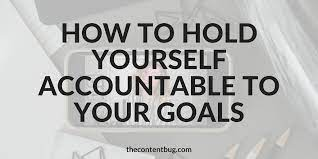 HOW TO HOLD
YOURSELF
ACCOUNTABLE TO
YOUR GOALS
thecontentbug.com